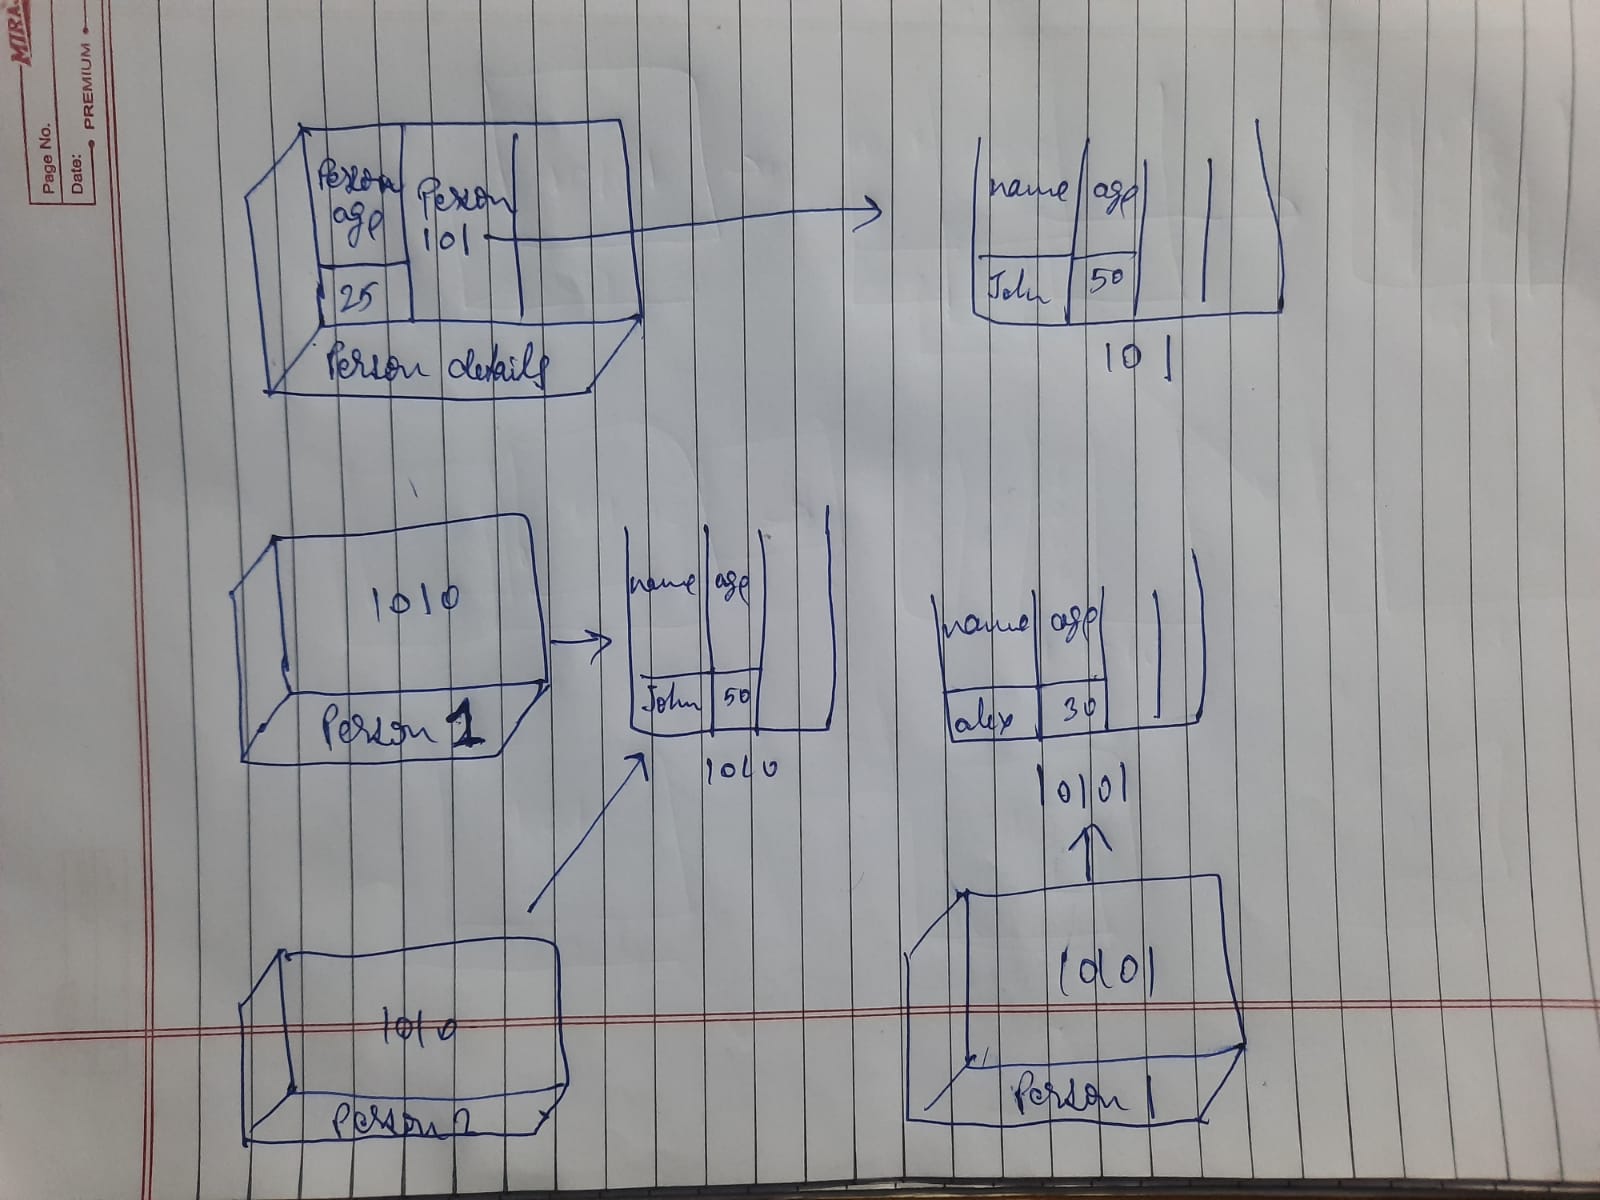 MIRA
Page No.
Date:
PREMIUM
Person
age
25
Person
101
Person details
name age
John 50
101
1010
Person 1
name age
John 50
1010
name age
alex 30
10101
1010
Person 2
10101
Person 1